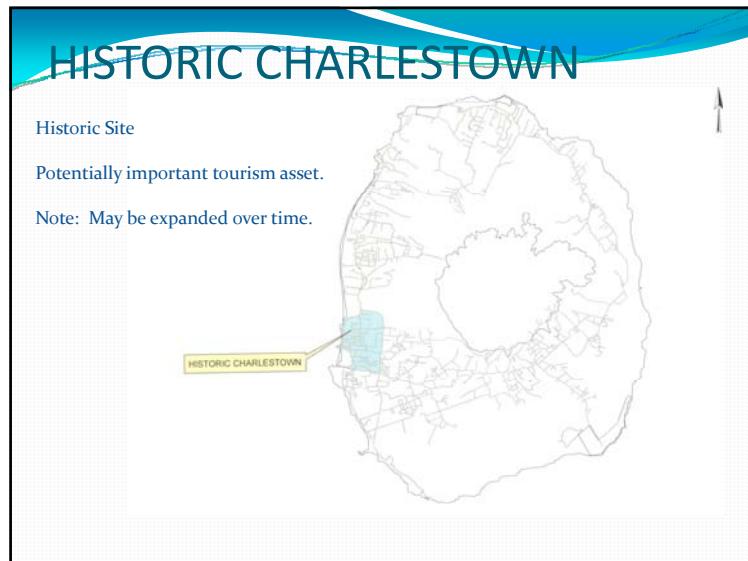 HISTORIC CHARLESTOWN
Historic Site
Potentially important tourism asset.
Note: May be expanded over time.
HISTORIC CHARLESTOWN